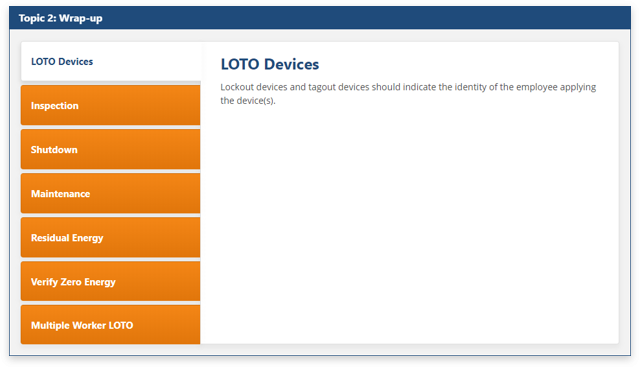 Topic 2: Wrap-up
LOTO Devices
Inspection
Shutdown
Maintenance
Residual Energy
Verify Zero Energy
Multiple Worker LOTO
LOTO Devices
Lockout devices and tagout devices should indicate the identity of the employee applying
the device(s).